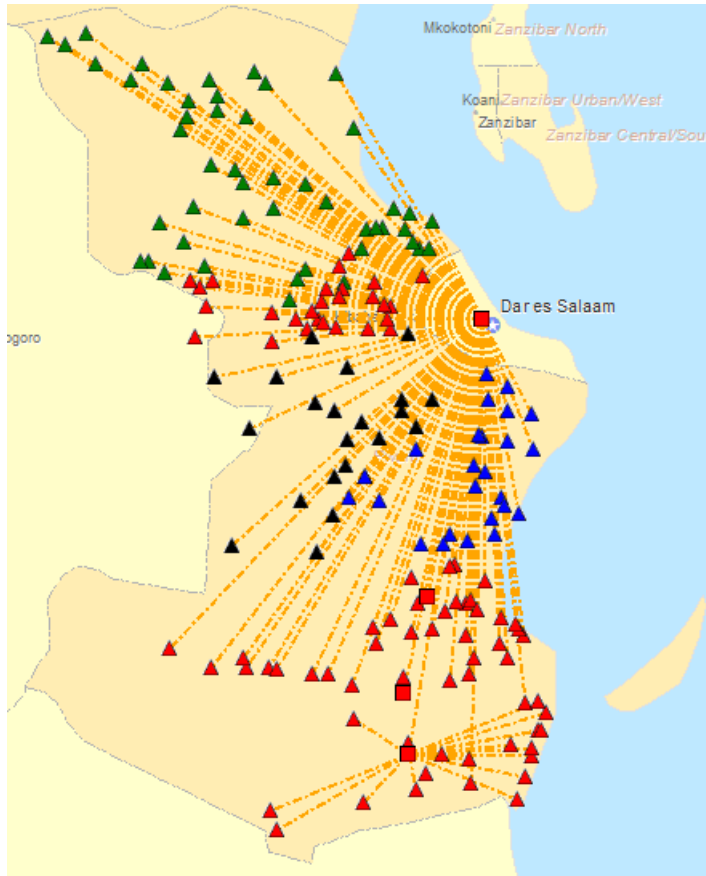 Mkokotoni
Zanzibar North
Koani
Zanzibar Urban/West
Zanzibar
Zanzibar Central/Sou
Dar es Salaam
ogoro